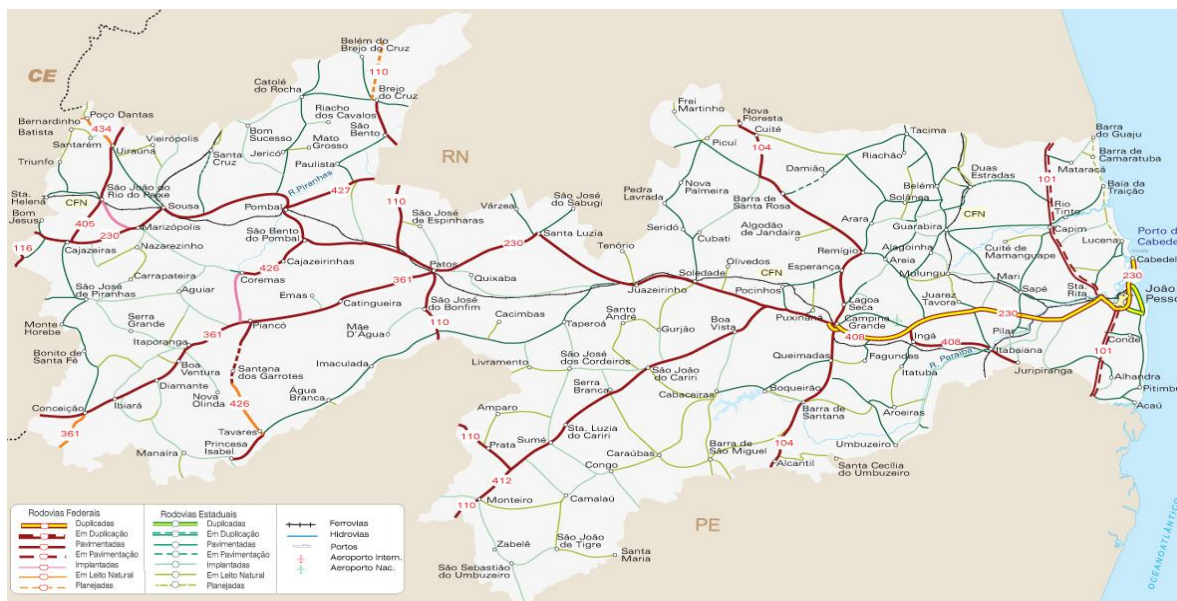 CE
RN
PE
Belém do
Brejo do Cruz
110
Catolé
do Rocha
Brejo
do Cruz
Riacho
dos Cavalos
São
Bento
Poço Dantas
Bernardinho
Batista
434
Santarém
Uiraúna
Vieirópolis
Bom
Sucesso
Mato
Grosso
Jericó
Santa
Cruz
Triunfo
Paulista
R.Piranhas
427
Sta.
Helena
CFN
São João do
Rio do Peixe
Sousa
Pombal
110
Bom
Jesus
405
230
Marizópolis
São José
de Espinharas
116
Cajazeiras
Nazarezinho
São Bento
do Pombal
Cajazeirinhas
426
Coremas
Patos
361
Quixaba
Carrapateira
São José
de Piranhas
Aguiar
Emas
Catingueira
São José
do Bonfim
Monte
Horebe
Serra
Grande
Piancó
Mãe
D'Água
110
361
Itaporanga
Bonito de
Santa Fé
Boa
Ventura
Santana
dos Garrotes
Imaculada
Diamante
Nova
Olinda
426
Água
Branca
Conceição
Ibiará
361
Tavares
Princesa
Isabel
Manaíra
Várzea
São José
do Sabugi
230
Santa Luzia
Tenório
Juazeirinho
Cacimbas
Taperoá
Livramento
São José
dos Cordeiros
Santo
André
Gurjão
São João
do Cariri
Serra
Branca
Amparo
110
Prata
Sumé
Sta. Luzia
do Cariri
412
Monteiro
110
Congo
Caraúbas
Camalaú
Zabelê
São João
de Tigre
Santa
Maria
São Sebastião
do Umbuzeiro
Frei
Martinho
Nova
Floresta
Cuité
104
Picuí
Damião
Tacima
Riachão
Duas
Estradas
Pedra
Lavrada
Nova
Palmeira
Barra de
Santa Rosa
Belém
Solânea
CFN
Seridó
Cubati
Algodão
de Jandaíra
Arara
Guarabira
Remígio
Alagoinha
Areia
Cuité de
Mamanguape
Soledade
Olivedos
CFN
Esperança
Mulungu
Mari
Pocinhos
Lagoa
Seca
Juarez
Tavora
Sapé
Puxinanã
Campina
Grande
230
Boa
Vista
408
Ingá
408
Pilar
Itabaiana
Queimadas
Fagundes
R. Paraíba
Itatuba
Juripiranga
Cabaceiras
Boqueirão
Barra de
Santana
Aroeiras
104
Umbuzeiro
Barra de
São Miguel
Alcantil
Santa Cecília
do Umbuzeiro
Barra
do Guaju
Barra de
Camaratuba
101
Mataraca
Baía da
Traição
Rio
Tinto
Capim
Lucena
Porto d
Cabedel
Cabedel
230
Sta.
Rita
João
Pesso
Conde
101
Alhandra
Pitimbu
Acaú
OCEANOATLÂNTICO
Rodovias Federais
Duplicadas
Em Duplicação
Pavimentadas
Em Pavimentação
Implantadas
Em Leito Natural
Planejadas
Rodovias Estaduais
Duplicadas
Em Duplicação
Pavimentadas
Em Pavimentação
Implantadas
Em Leito Natural
Planejadas
Ferrovias
Hidrovias
Portos
Aeroporto Intern.
Aeroporto Nac.